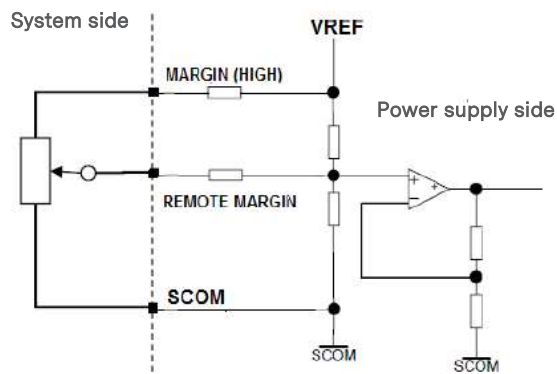 System side
VREF
MARGIN (HIGH)
Power supply side
REMOTE MARGIN
SCOM
SCOM
SCOM
+
−
+